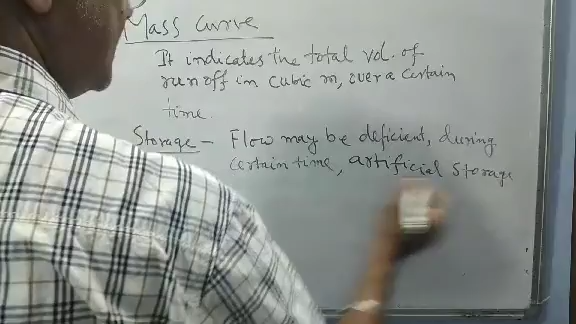 Mass Curve
It indicates the total vol. of
run off in cubic m, over a certain
time.
Storage - Flow may be deficient, during
certain time, artificial storage